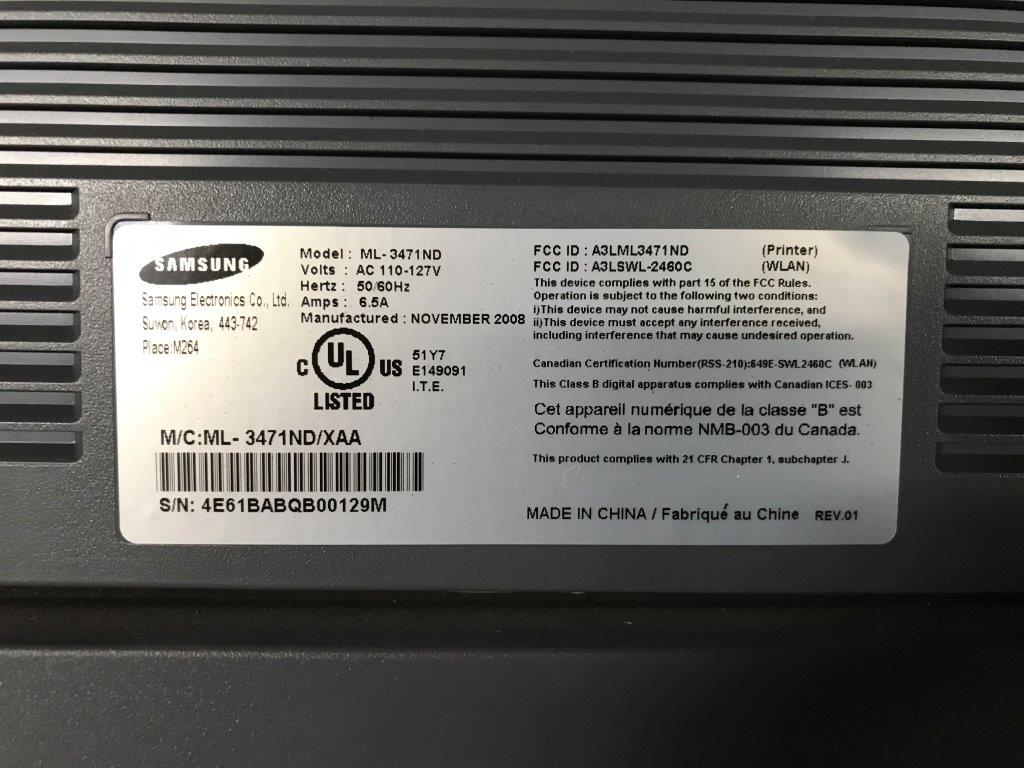 SAMSUNG
Samsung Electronics Co., Ltd.
Suwon, Korea, 443-742
Place:M264
Model : ML- 3471ND
Volts : AC 110-127V
Hertz : 50/60Hz
Amps : 6.5A
Manufactured : NOVEMBER 2008
C UL US
LISTED
51Y7
E149091
I.T.E.
M/C:ML- 3471ND/XAA
S/N: 4E61BABQB00129M
FCC ID : A3LML3471ND (Printer)
FCC ID : A3LSWL-2460C (WLAN)
This device complies with part 15 of the FCC Rules.
Operation is subject to the following two conditions:
i)This device may not cause harmful interference, and
ii)This device must accept any interference received,
including interference that may cause undesired operation.
Canadian Certification Number(RSS-210):649E-SWL2460C (WLAN)
This Class B digital apparatus complies with Canadian ICES- 003
Cet appareil numérique de la classe "B" est
Conforme à la norme NMB-003 du Canada.
This product complies with 21 CFR Chapter 1, subchapter J.
MADE IN CHINA / Fabriqué au Chine REV.01